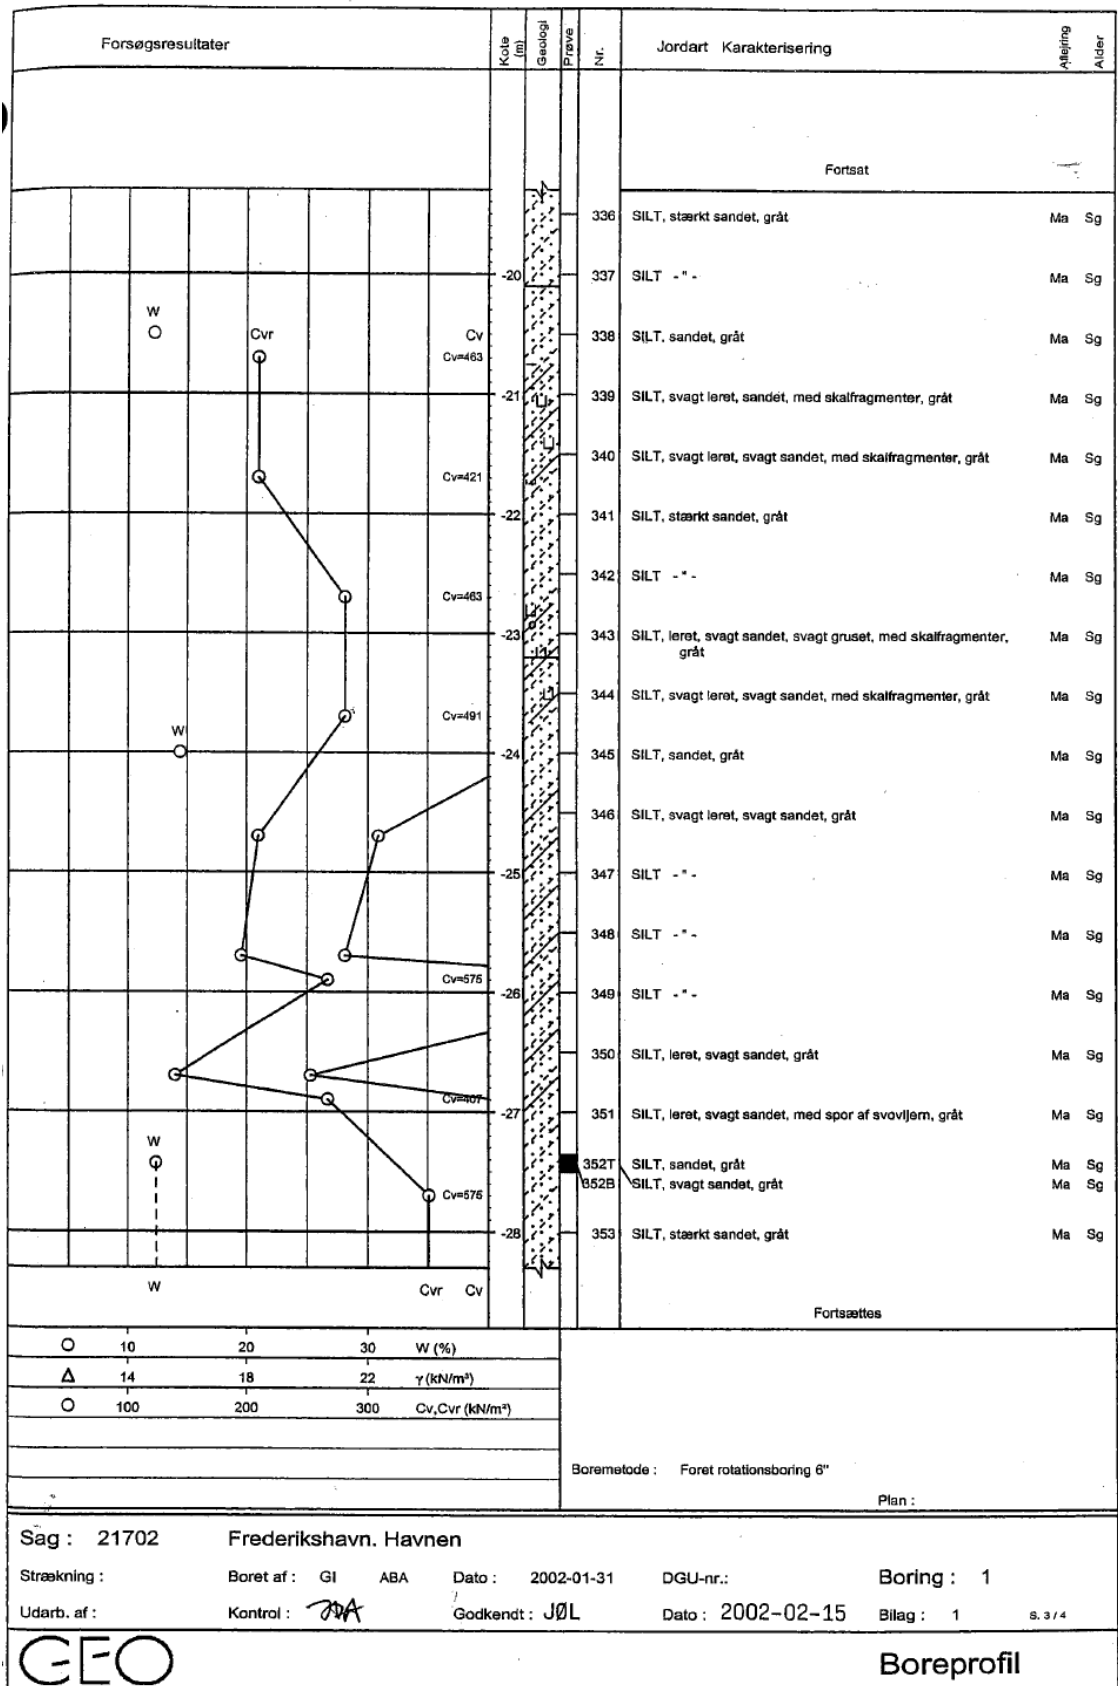 Forsøgsresultater
Kote (m)
Geologi
Prøve
Nr.
Jordart Karakterisering
Aflejring
Alder
Fortsat
336 SILT, stærkt sandet, gråt Ma Sg
-20 337 SILT -"- Ma Sg
W
Cvr Cv 338 SILT, sandet, gråt Ma Sg
Cv=463
-21 339 SILT, svagt leret, sandet, med skalfragmenter, gråt Ma Sg
340 SILT, svagt leret, svagt sandet, med skalfragmenter, gråt Ma Sg
Cv=421
-22 341 SILT, stærkt sandet, gråt Ma Sg
342 SILT -"- Ma Sg
Cv=463
-23 343 SILT, leret, svagt sandet, svagt gruset, med skalfragmenter, Ma Sg
gråt
344 SILT, svagt leret, svagt sandet, med skalfragmenter, gråt Ma Sg
Cv=491
W
-24 345 SILT, sandet, gråt Ma Sg
346 SILT, svagt leret, svagt sandet, gråt Ma Sg
-25 347 SILT -"- Ma Sg
348 SILT -"- Ma Sg
Cv=575
-26 349 SILT -"- Ma Sg
350 SILT, leret, svagt sandet, gråt Ma Sg
Cv=407
-27 351 SILT, leret, svagt sandet, med spor af svovljern, gråt Ma Sg
W
352T SILT, sandet, gråt Ma Sg
352B SILT, svagt sandet, gråt Ma Sg
Cv=575
-28 353 SILT, stærkt sandet, gråt Ma Sg
W Cvr Cv
Fortsættes
10 20 30 W (%)
14 18 22 γ (kN/m³)
100 200 300 Cv,Cvr (kN/m²)
Boremetode : Foret rotationsboring 6"
Plan :
Sag : 21702 Frederikshavn. Havnen
Strækning : Boret af : GI ABA Dato : 2002-01-31 DGU-nr.: Boring : 1
Udarb. af : Kontrol : Godkendt : JØL Dato : 2002-02-15 Bilag : 1 S. 3 / 4
GEO Boreprofil